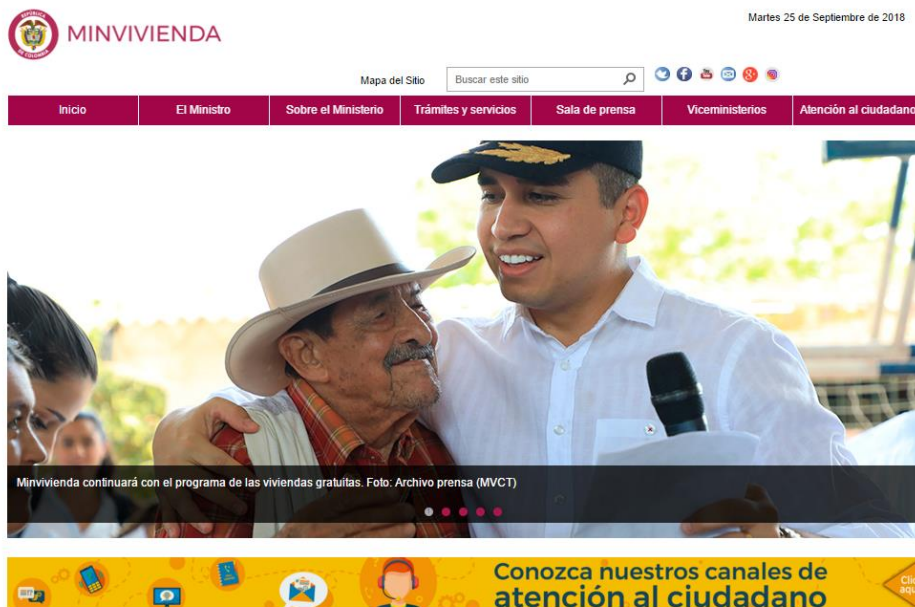 MINVIVIENDA
Martes 25 de Septiembre de 2018
Mapa del Sitio
Buscar este sitio
Inicio
El Ministro
Sobre el Ministerio
Trámites y servicios
Sala de prensa
Viceministerios
Atención al ciudadano
Minvivienda continuará con el programa de las viviendas gratuitas. Foto: Archivo prensa (MVCT)
Conozca nuestros canales de
atención al ciudadano